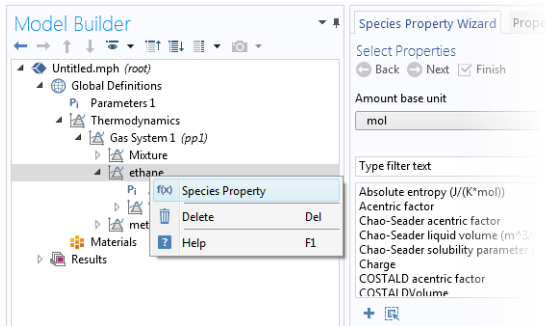 Model Builder
Untitled.mph (root)
Global Definitions
Pi Parameters 1
Thermodynamics
Gas System 1 (pp1)
Mixture
ethane
Pi
f(x) Species Property
Delete Del
? Help F1
met
Materials
Results
Species Property Wizard Prope
Select Properties
Back Next Finish
Amount base unit
mol
Type filter text
Absolute entropy (J/(K*mol))
Acentric factor
Chao-Seader acentric factor
Chao-Seader liquid volume (m^3/
Chao-Seader solubility parameter (
Charge
COSTALD acentric factor
COSTALDVolume